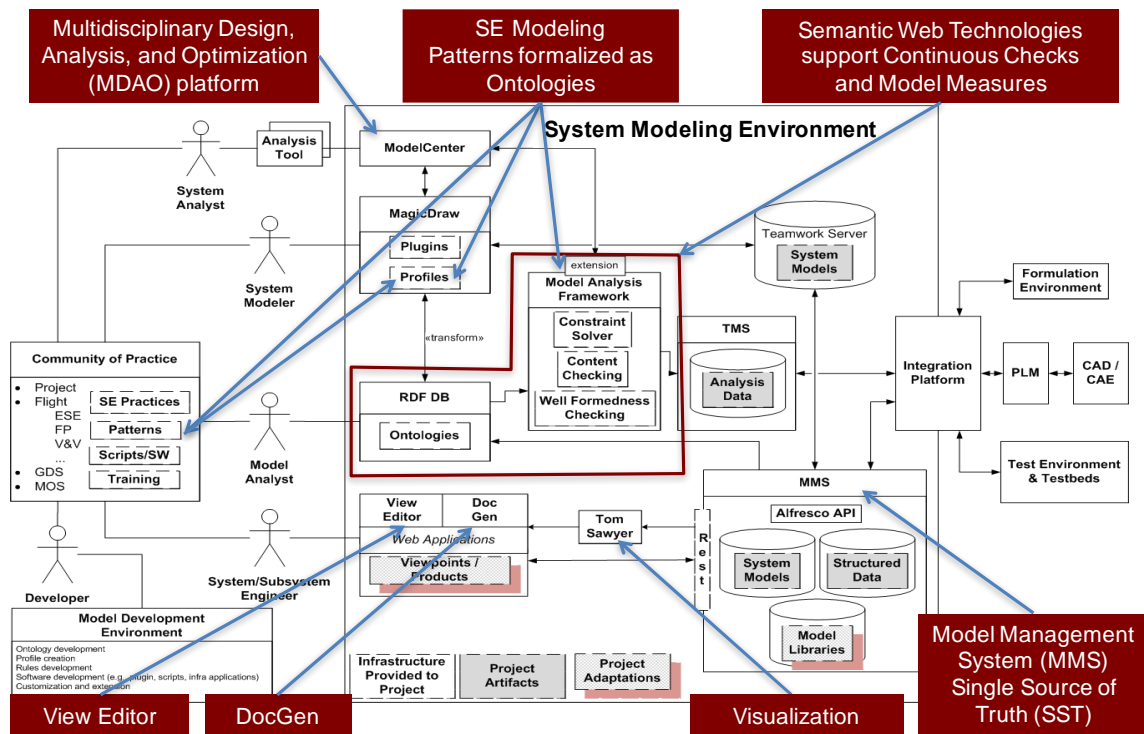 Multidisciplinary Design,
Analysis, and Optimization
(MDAO) platform
SE Modeling
Patterns formalized as
Ontologies
Semantic Web Technologies
support Continuous Checks
and Model Measures
System Modeling Environment
Analysis
Tool
ModelCenter
System
Analyst
MagicDraw
Plugins
Profiles
System
Modeler
«transform»
extension
Model Analysis
Framework
Constraint
Solver
Content
Checking
Well Formedness
Checking
Teamwork Server
System
Models
TMS
Analysis
Data
Formulation
Environment
Integration
Platform
PLM
CAD /
CAE
Test Environment
& Testbeds
Community of Practice
• Project
• Flight
ESE
FP
V&V
...
• GDS
• MOS
SE Practices
Patterns
Scripts/SW
Training
RDF DB
Ontologies
Model
Analyst
View
Editor
Doc
Gen
Web Applications
Viewpoints /
Products
Tom
Sawyer
Rest
MMS
Alfresco API
System
Models
Structured
Data
Model
Libraries
Developer
System/Subsystem
Engineer
Model Development
Environment
Ontology development
Profile creation
Rules development
Software development (e.g., plugin, scripts, infra applications)
Customization and extension
Infrastructure
Provided to
Project
Project
Artifacts
Project
Adaptations
View Editor
DocGen
Visualization
Model Management
System (MMS)
Single Source of
Truth (SST)